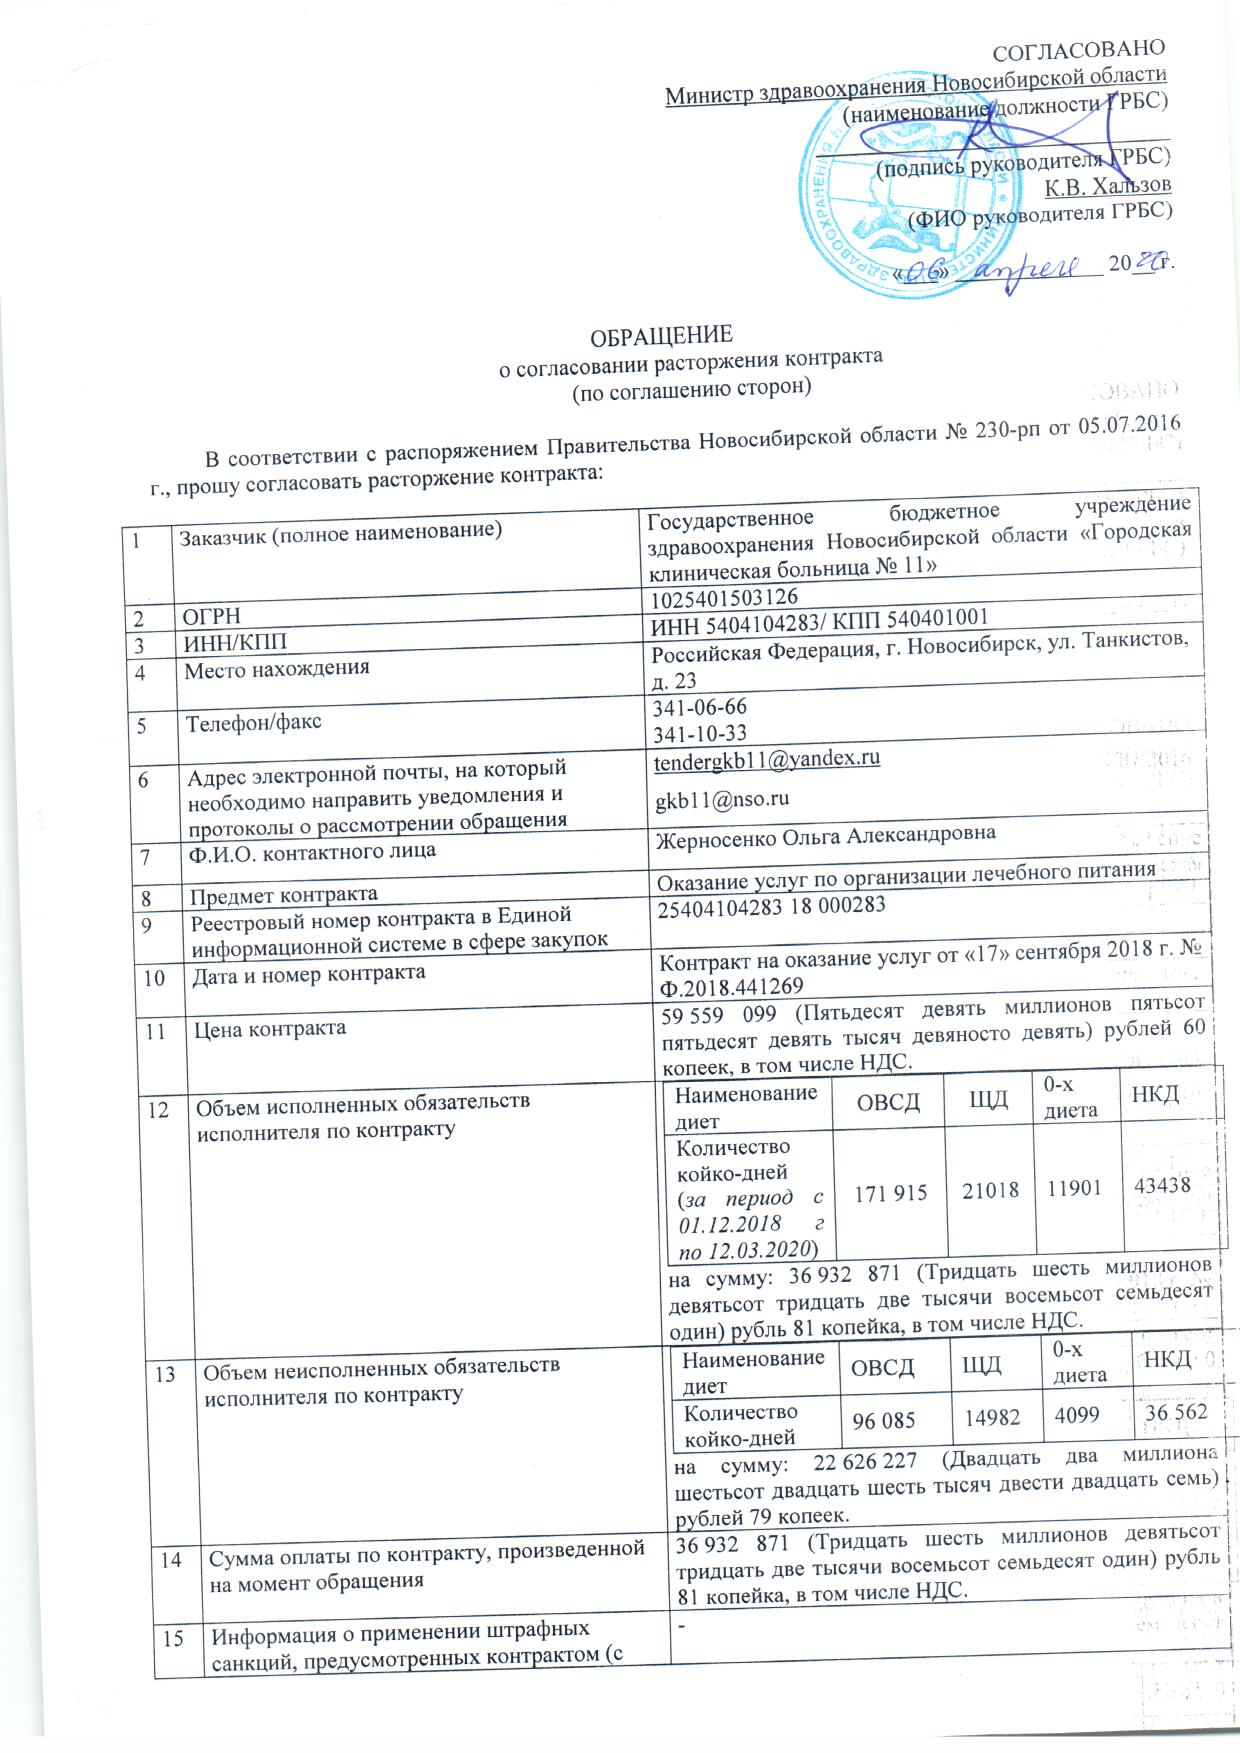 СОГЛАСОВАНО
Министр здравоохранения Новосибирской области
(наименование должности ГРБС)
(подпись руководителя ГРБС)
К.В. Хальзов
(ФИО руководителя ГРБС)
«06» апреля 2020 г.
ОБРАЩЕНИЕ
о согласовании расторжения контракта
(по соглашению сторон)
В соответствии с распоряжением Правительства Новосибирской области № 230-рп от 05.07.2016
г., прошу согласовать расторжение контракта:
1 Заказчик (полное наименование) Государственное бюджетное учреждение
здравоохранения Новосибирской области «Городская
клиническая больница № 11»
2 ОГРН 1025401503126
3 ИНН/КПП ИНН 5404104283/ КПП 540401001
4 Место нахождения Российская Федерация, г. Новосибирск, ул. Танкистов,
д. 23
5 Телефон/факс 341-06-66
341-10-33
6 Адрес электронной почты, на который
необходимо направить уведомления и
протоколы о рассмотрении обращения
tendergkb11@yandex.ru
gkb11@nso.ru
7 Ф.И.О. контактного лица Жерносенко Ольга Александровна
8 Предмет контракта Оказание услуг по организации лечебного питания
9 Реестровый номер контракта в Единой
информационной системе в сфере закупок
25404104283 18 000283
10 Дата и номер контракта Контракт на оказание услуг от «17» сентября 2018 г. №
Ф.2018.441269
11 Цена контракта 59 559 099 (Пятьдесят девять миллионов пятьсот
пятьдесят девять тысяч девяносто девять) рублей 60
копеек, в том числе НДС.
12 Объем исполненных обязательств
исполнителя по контракту
Наименование
диет
ОВСД ЩД 0-х
диета
НКД
Количество
койко-дней
(за период с
01.12.2018 г
по 12.03.2020)
171 915 21018 11901 43438
на сумму: 36 932 871 (Тридцать шесть миллионов
девятьсот тридцать две тысячи восемьсот семьдесят
один) рубль 81 копейка, в том числе НДС.
13 Объем неисполненных обязательств
исполнителя по контракту
Наименование
диет
ОВСД ЩД 0-х
диета
НКД
Количество
койко-дней
96 085 14982 4099 36 562
на сумму: 22 626 227 (Двадцать два миллиона
шестьсот двадцать шесть тысяч двести двадцать семь)
рублей 79 копеек.
14 Сумма оплаты по контракту, произведенной
на момент обращения
36 932 871 (Тридцать шесть миллионов девятьсот
тридцать две тысячи восемьсот семьдесят один) рубль
81 копейка, в том числе НДС.
15 Информация о применении штрафных
санкций, предусмотренных контрактом (с
-